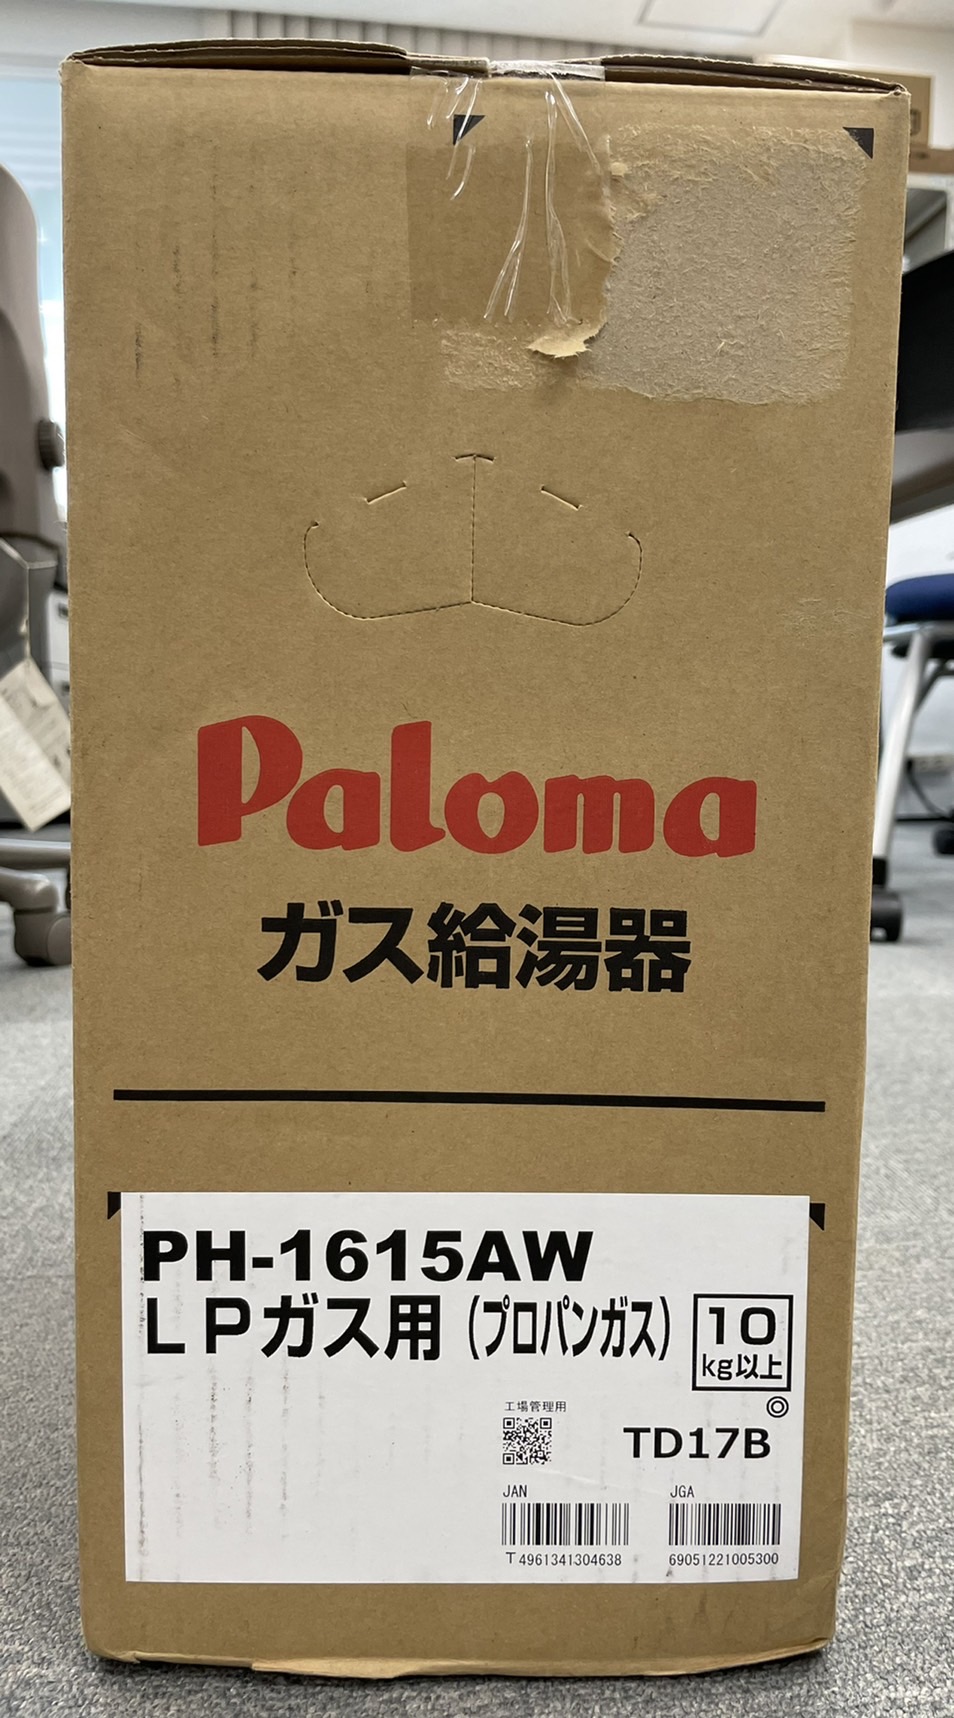 Paloma
ガス給湯器
PH-1615AW
LPガス用(プロパンガス)
10
kg以上
◎
工場管理用
TD17B
JAN
JGA
T4961341304638
69051221005300